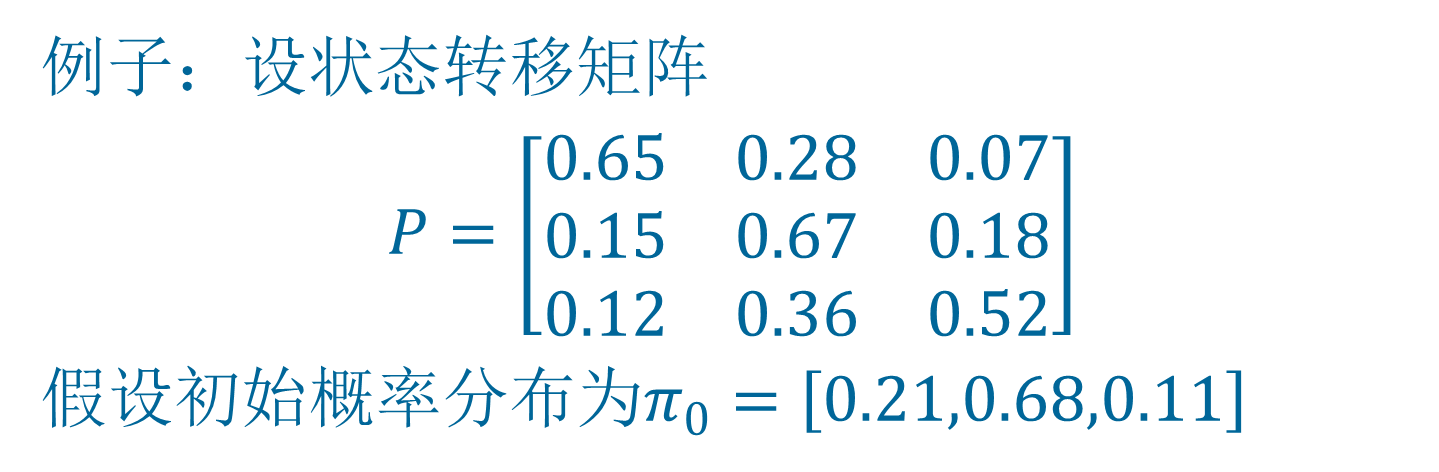 例子：设状态转移矩阵
P = [0.65 0.28 0.07
0.15 0.67 0.18
0.12 0.36 0.52]
假设初始概率分布为π₀ = [0.21,0.68,0.11]